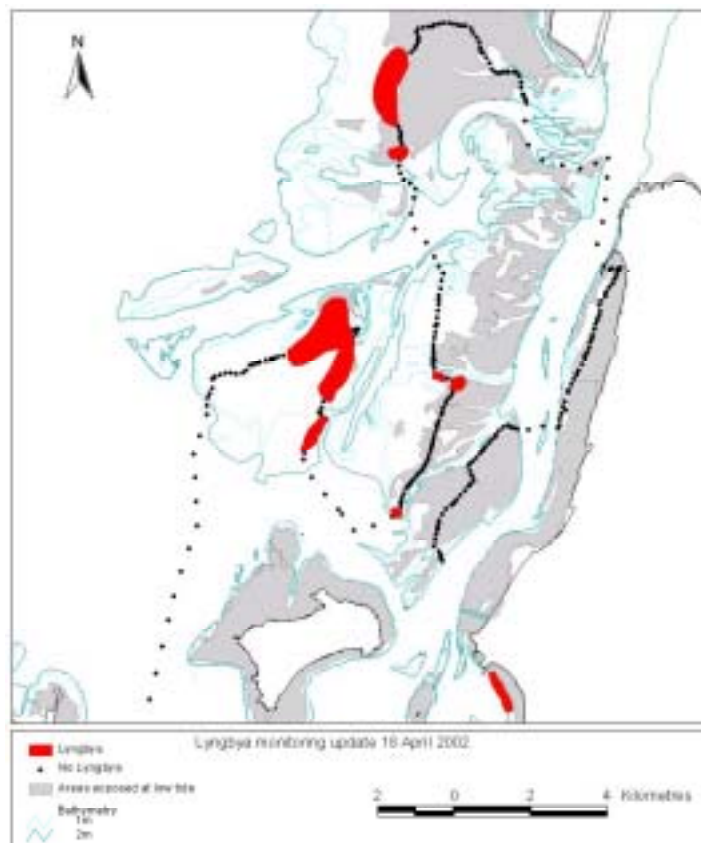 N
Lyngbya monitoring update 16 April 2002
Lyngbya
No Lyngbya
Areas exposed at low tide
Bathymetry
1m
2m
2 0 2 4 Kilometres